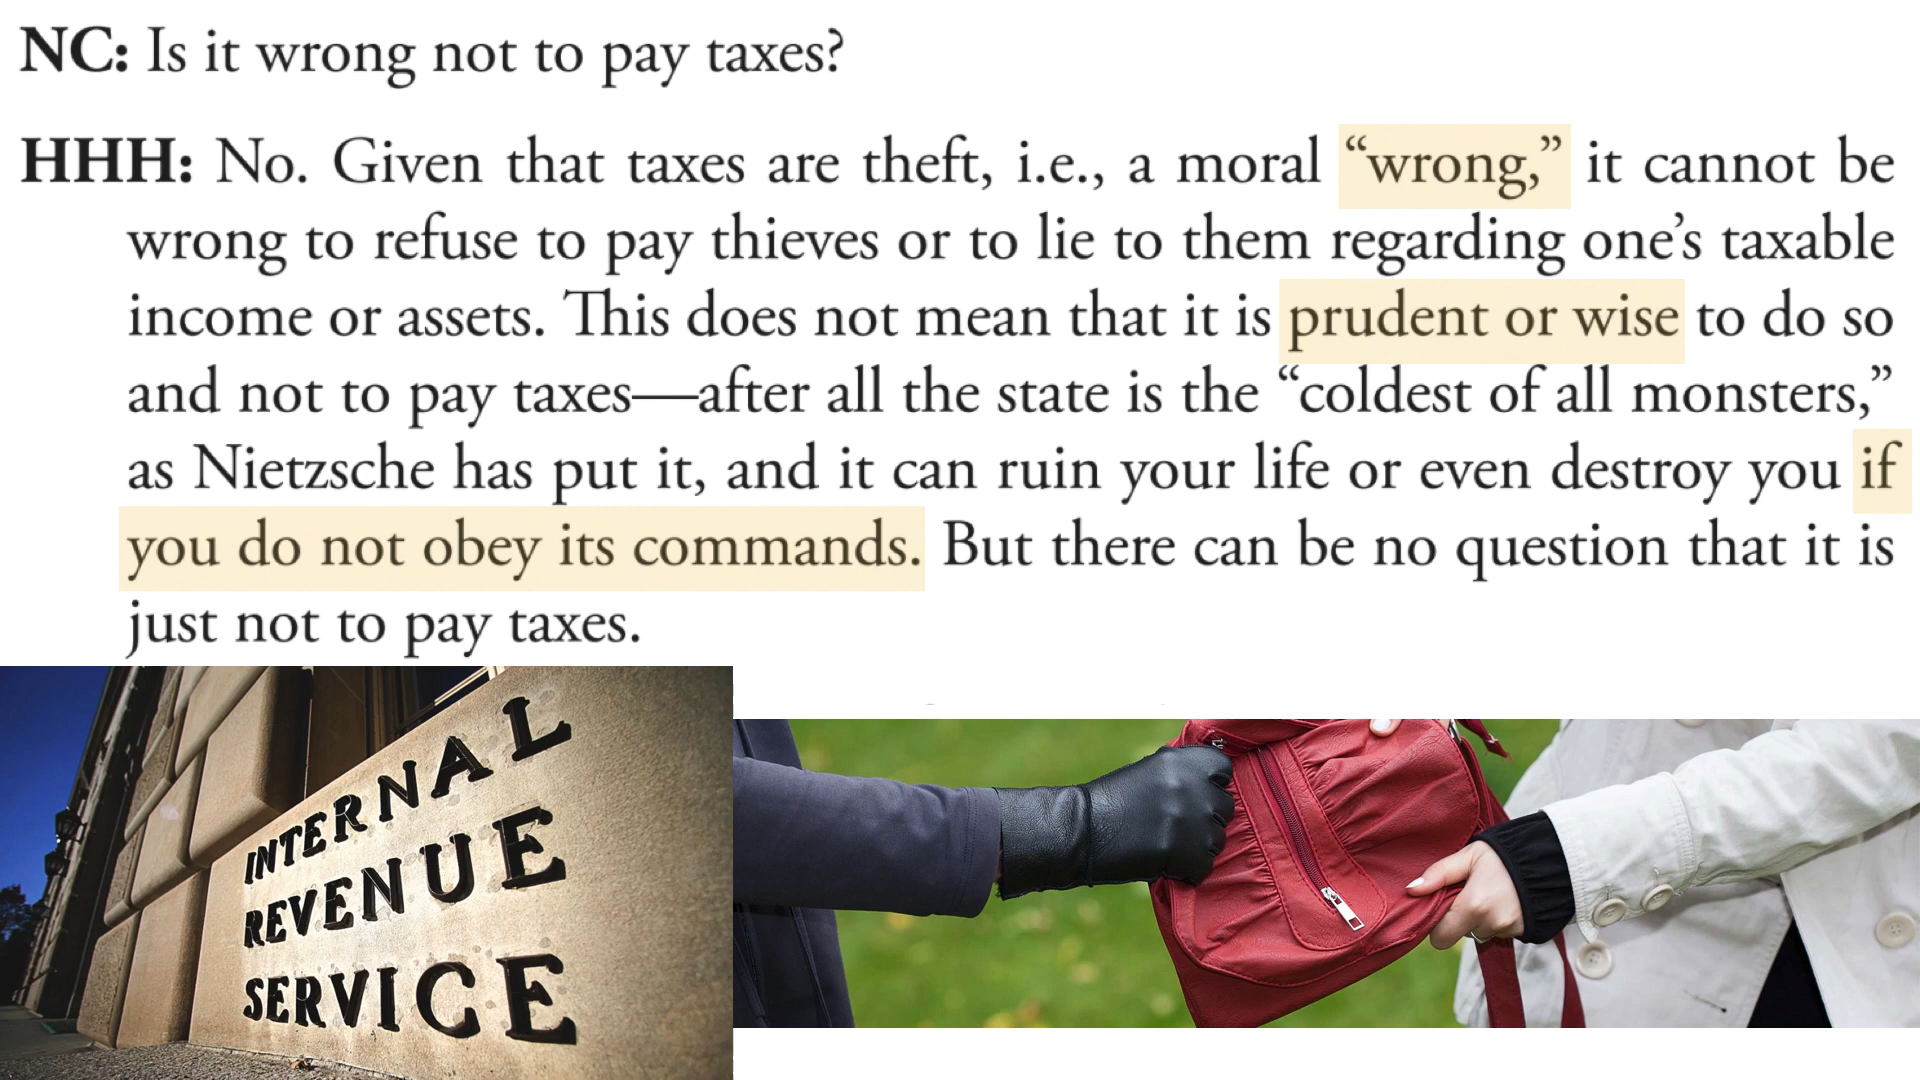 NC: Is it wrong not to pay taxes?
HHH: No. Given that taxes are theft, i.e., a moral “wrong,” it cannot be
wrong to refuse to pay thieves or to lie to them regarding one’s taxable
income or assets. This does not mean that it is prudent or wise to do so
and not to pay taxes—after all the state is the “coldest of all monsters,”
as Nietzsche has put it, and it can ruin your life or even destroy you if
you do not obey its commands. But there can be no question that it is
just not to pay taxes.
INTERNAL
REVENUE
SERVICE